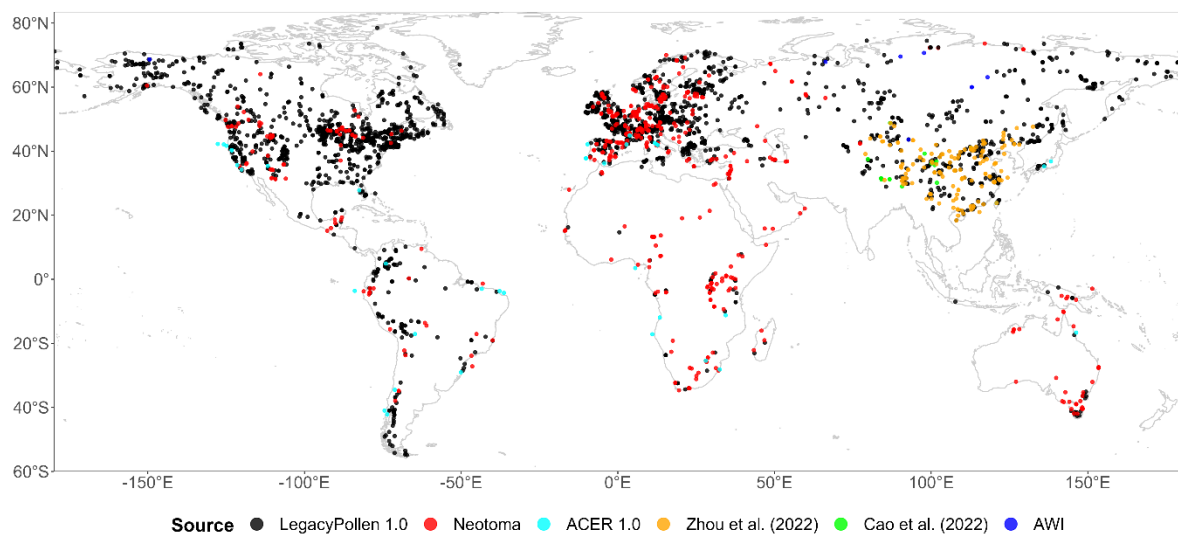 80°N
60°N
40°N
20°N
0°
20°S
40°S
60°S
-150°E
-100°E
-50°E
0°E
50°E
100°E
150°E
Source LegacyPollen 1.0 Neotoma ACER 1.0 Zhou et al. (2022) Cao et al. (2022) AWI